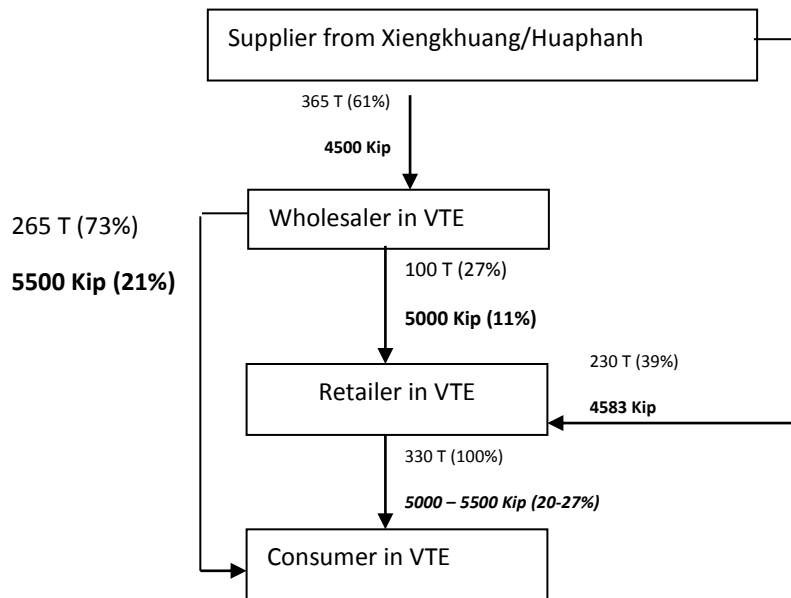 Supplier from Xiengkhuang/Huaphanh
365 T (61%)
4500 Kip
Wholesaler in VTE
265 T (73%)
5500 Kip (21%)
100 T (27%)
5000 Kip (11%)
230 T (39%)
4583 Kip
Retailer in VTE
330 T (100%)
5000 – 5500 Kip (20-27%)
Consumer in VTE